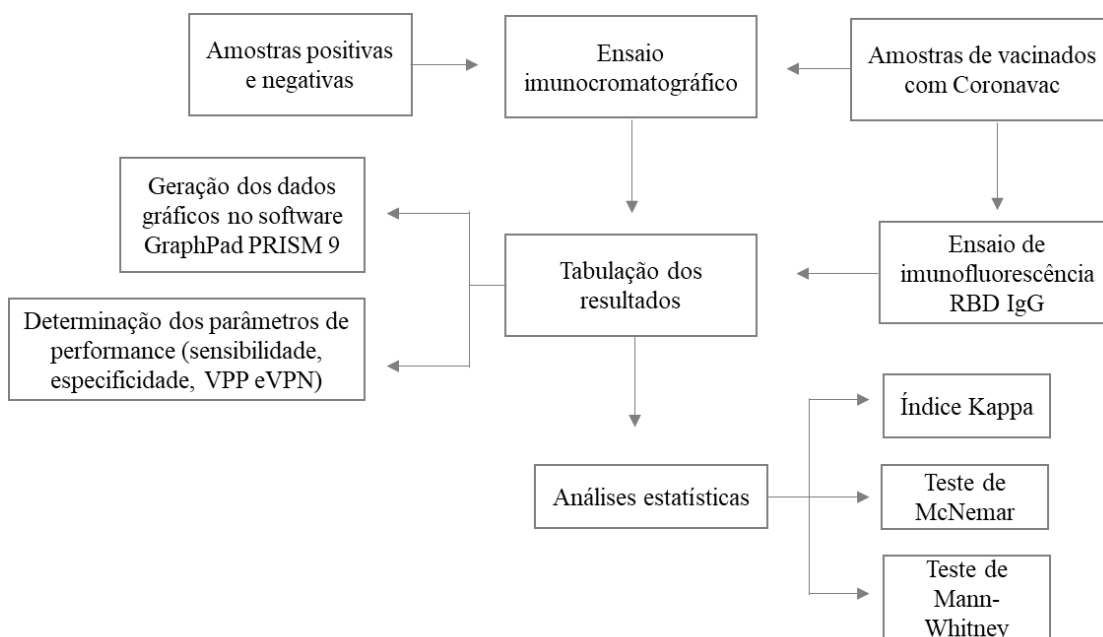 Amostras positivas
e negativas
Ensaio
imunocromatográfico
Amostras de vacinados
com Coronavac
Geração dos dados
gráficos no software
GraphPad PRISM 9
Tabulação dos
resultados
Ensaio de
imunofluorescência
RBD IgG
Determinação dos parâmetros de
performance (sensibilidade,
especificidade, VPP eVPN)
Análises estatísticas
Índice Kappa
Teste de
McNemar
Teste de
Mann-
Whitney